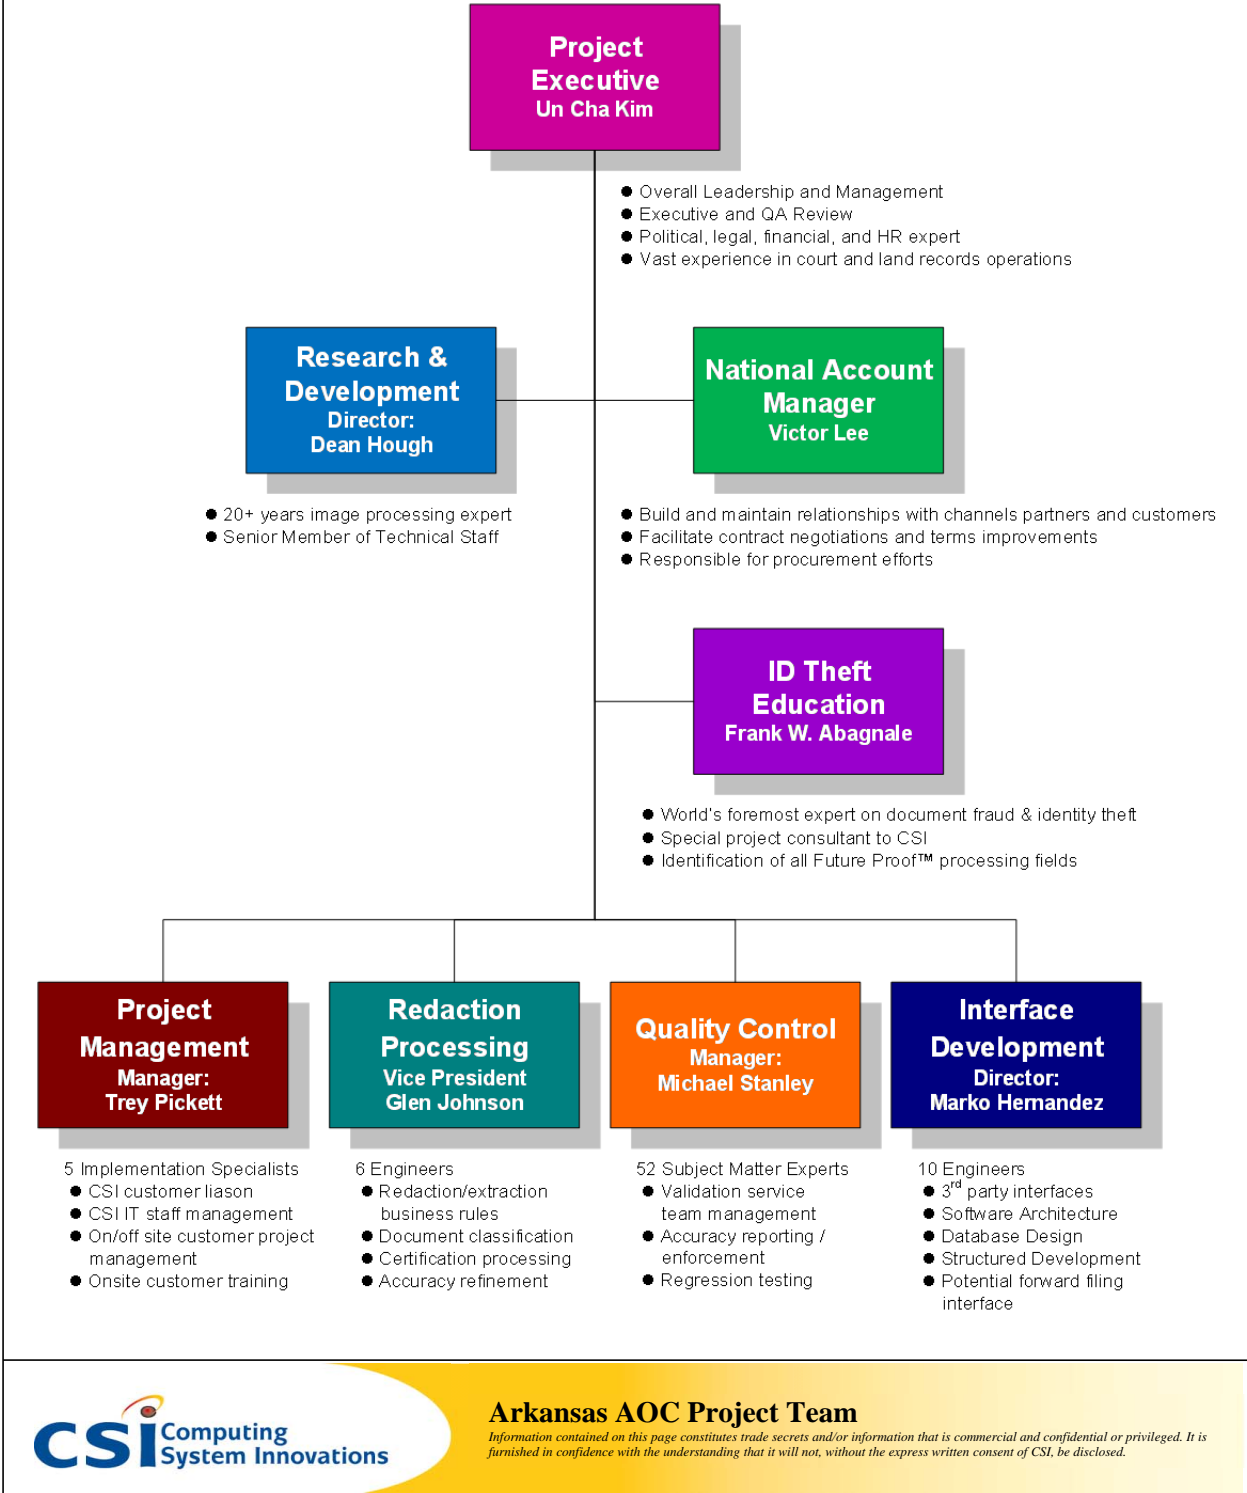 Project
Executive
Un Cha Kim
● Overall Leadership and Management
● Executive and QA Review
● Political, legal, financial, and HR expert
● Vast experience in court and land records operations
Research &
Development
Director:
Dean Hough
● 20+ years image processing expert
● Senior Member of Technical Staff
National Account
Manager
Victor Lee
● Build and maintain relationships with channels partners and customers
● Facilitate contract negotiations and terms improvements
● Responsible for procurement efforts
ID Theft
Education
Frank W. Abagnale
● World's foremost expert on document fraud & identity theft
● Special project consultant to CSI
● Identification of all Future Proof™ processing fields
Project
Management
Manager:
Trey Pickett
5 Implementation Specialists
● CSI customer liason
● CSI IT staff management
● On/off site customer project
management
● Onsite customer training
Redaction
Processing
Vice President
Glen Johnson
6 Engineers
● Redaction/extraction
business rules
● Document classification
● Certification processing
● Accuracy refinement
Quality Control
Manager:
Michael Stanley
52 Subject Matter Experts
● Validation service
team management
● Accuracy reporting /
enforcement
● Regression testing
Interface
Development
Director:
Marko Hernandez
10 Engineers
● 3rd party interfaces
● Software Architecture
● Database Design
● Structured Development
● Potential forward filing
interface
CSI Computing
System Innovations
Arkansas AOC Project Team
Information contained on this page constitutes trade secrets and/or information that is commercial and confidential or privileged. It is
furnished in confidence with the understanding that it will not, without the express written consent of CSI, be disclosed.